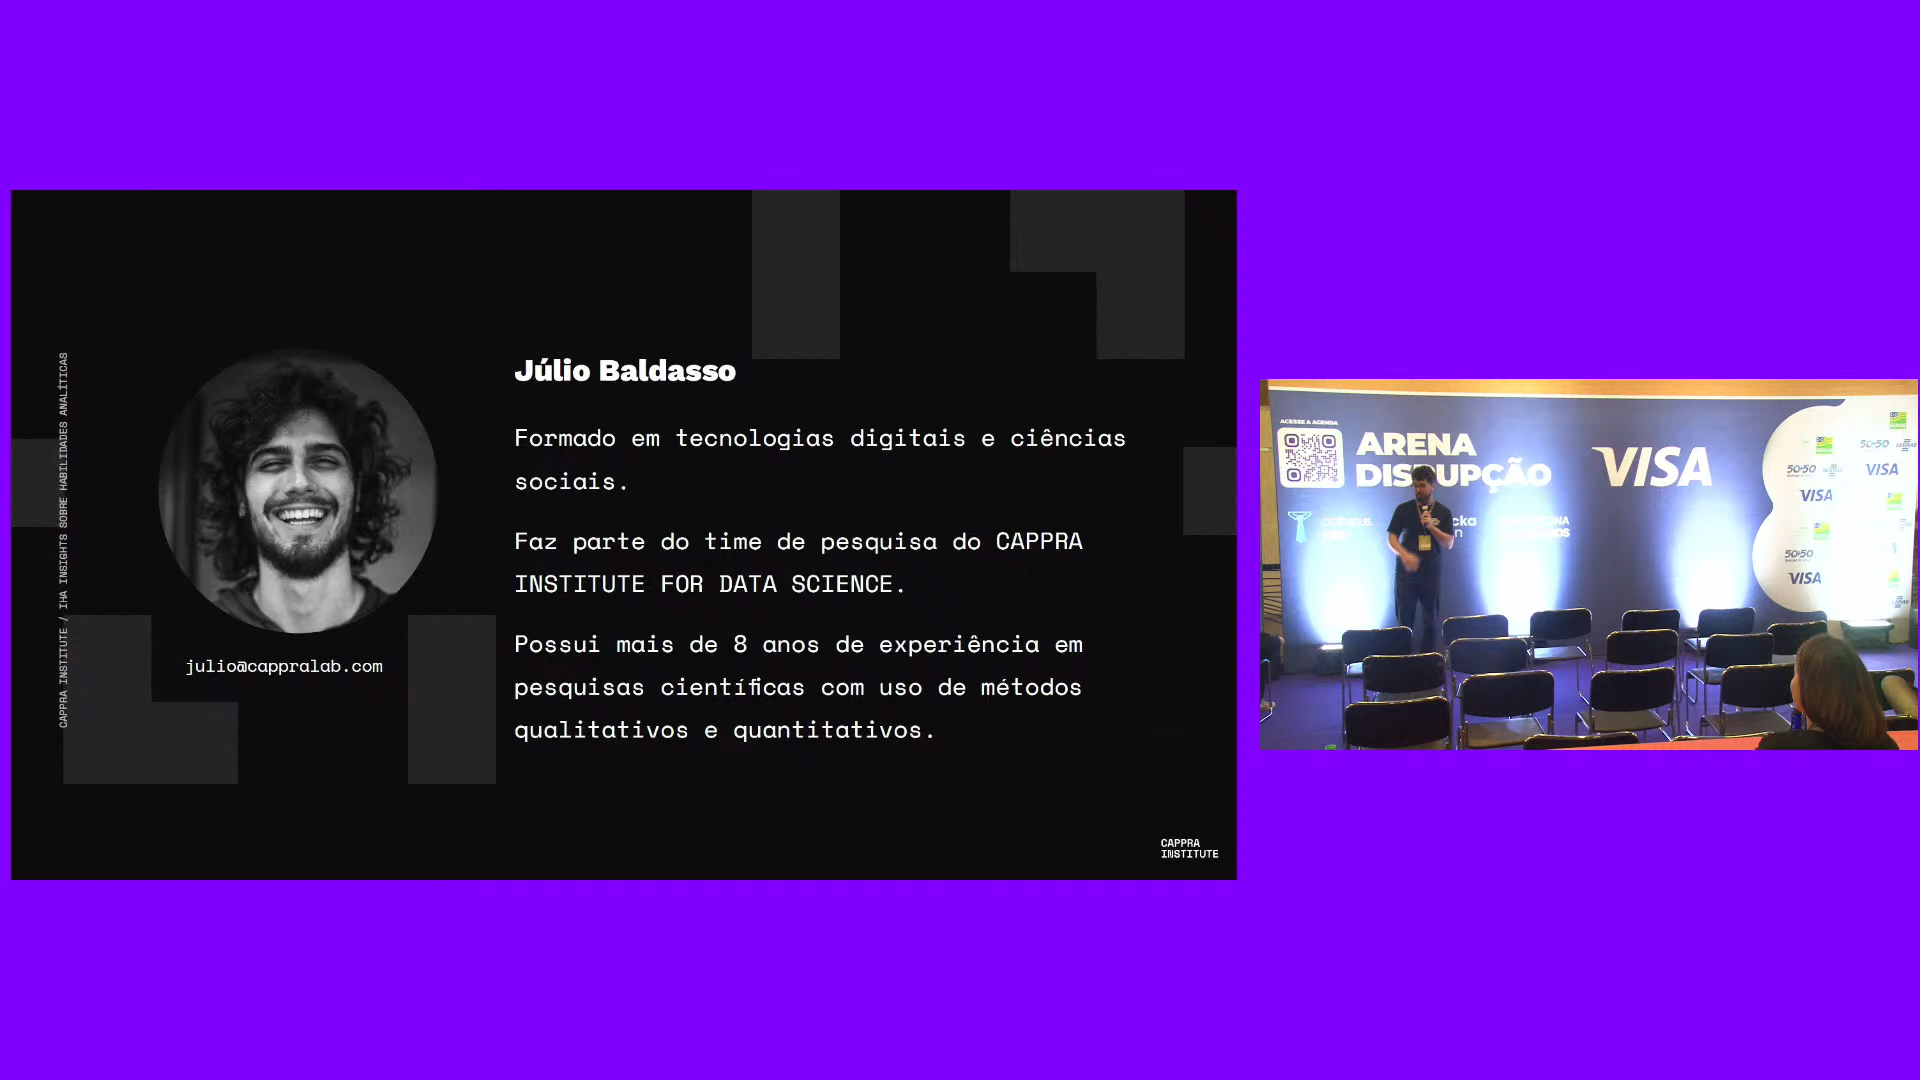 CAPPRA INSTITUTE / IHA INSIGHTS SOBRE HABILIDADES ANALÍTICAS
julio@cappralab.com
Júlio Baldasso
Formado em tecnologias digitais e ciências
sociais.
Faz parte do time de pesquisa do CAPPRA
INSTITUTE FOR DATA SCIENCE.
Possui mais de 8 anos de experiência em
pesquisas científicas com uso de métodos
qualitativos e quantitativos.
CAPPRA
INSTITUTE
ACESSE A AGENDA
ARENA
DISRUPÇÃO
VISA
50+50
VISA
50+50
VISA
50+50
VISA